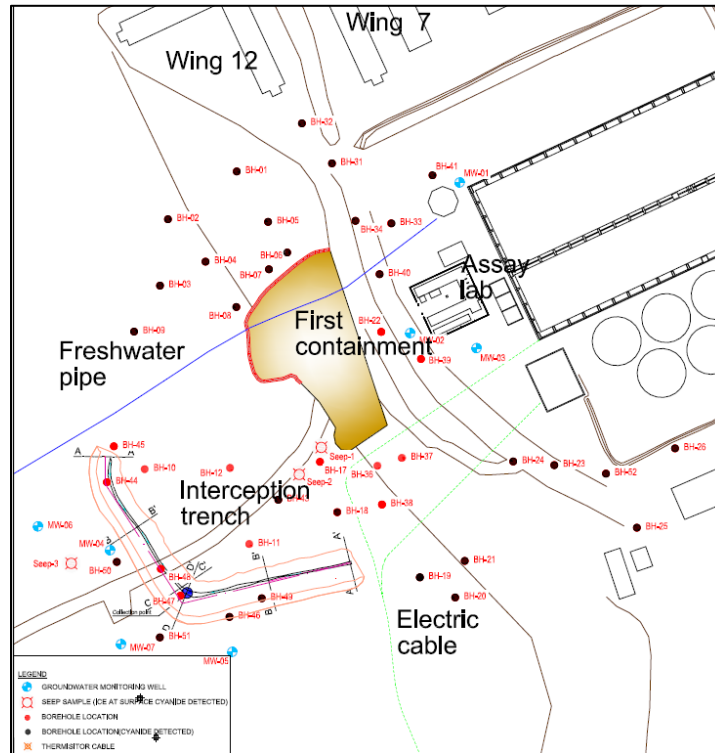 Wing 7
Wing 12
BH-32
BH-31
BH-01
BH-41
MW-01
BH-02
BH-05
BH-34
BH-33
BH-06
BH-04
BH-07
BH-40
Assay
lab
BH-03
BH-08
First
containment
BH-22
MW-02
BH-09
Freshwater
pipe
MW-03
BH-39
BH-45
A
A'
Seep-1
BH-37
BH-26
BH-10
BH-12
BH-17
BH-36
BH-24
BH-23
BH-52
BH-44
Seep-2
Interception
trench
BH-43
BH-18
BH-38
B'
MW-06
BH-25
A'
MW-04
B
BH-11
B'
Seep-3
BH-50
BH-48
D'
C'
BH-21
BH-19
BH-20
BH-47
BH-49
A
C
Collection point
B
BH-46
Electric
cable
BH-51
MW-07
MW-05
LEGEND
GROUNDWATER MONITORING WELL
SEEP SAMPLE (ICE AT SURFACE CYANIDE DETECTED)
BOREHOLE LOCATION
BOREHOLE LOCATION(CYANIDE DETECTED)
THERMISITOR CABLE